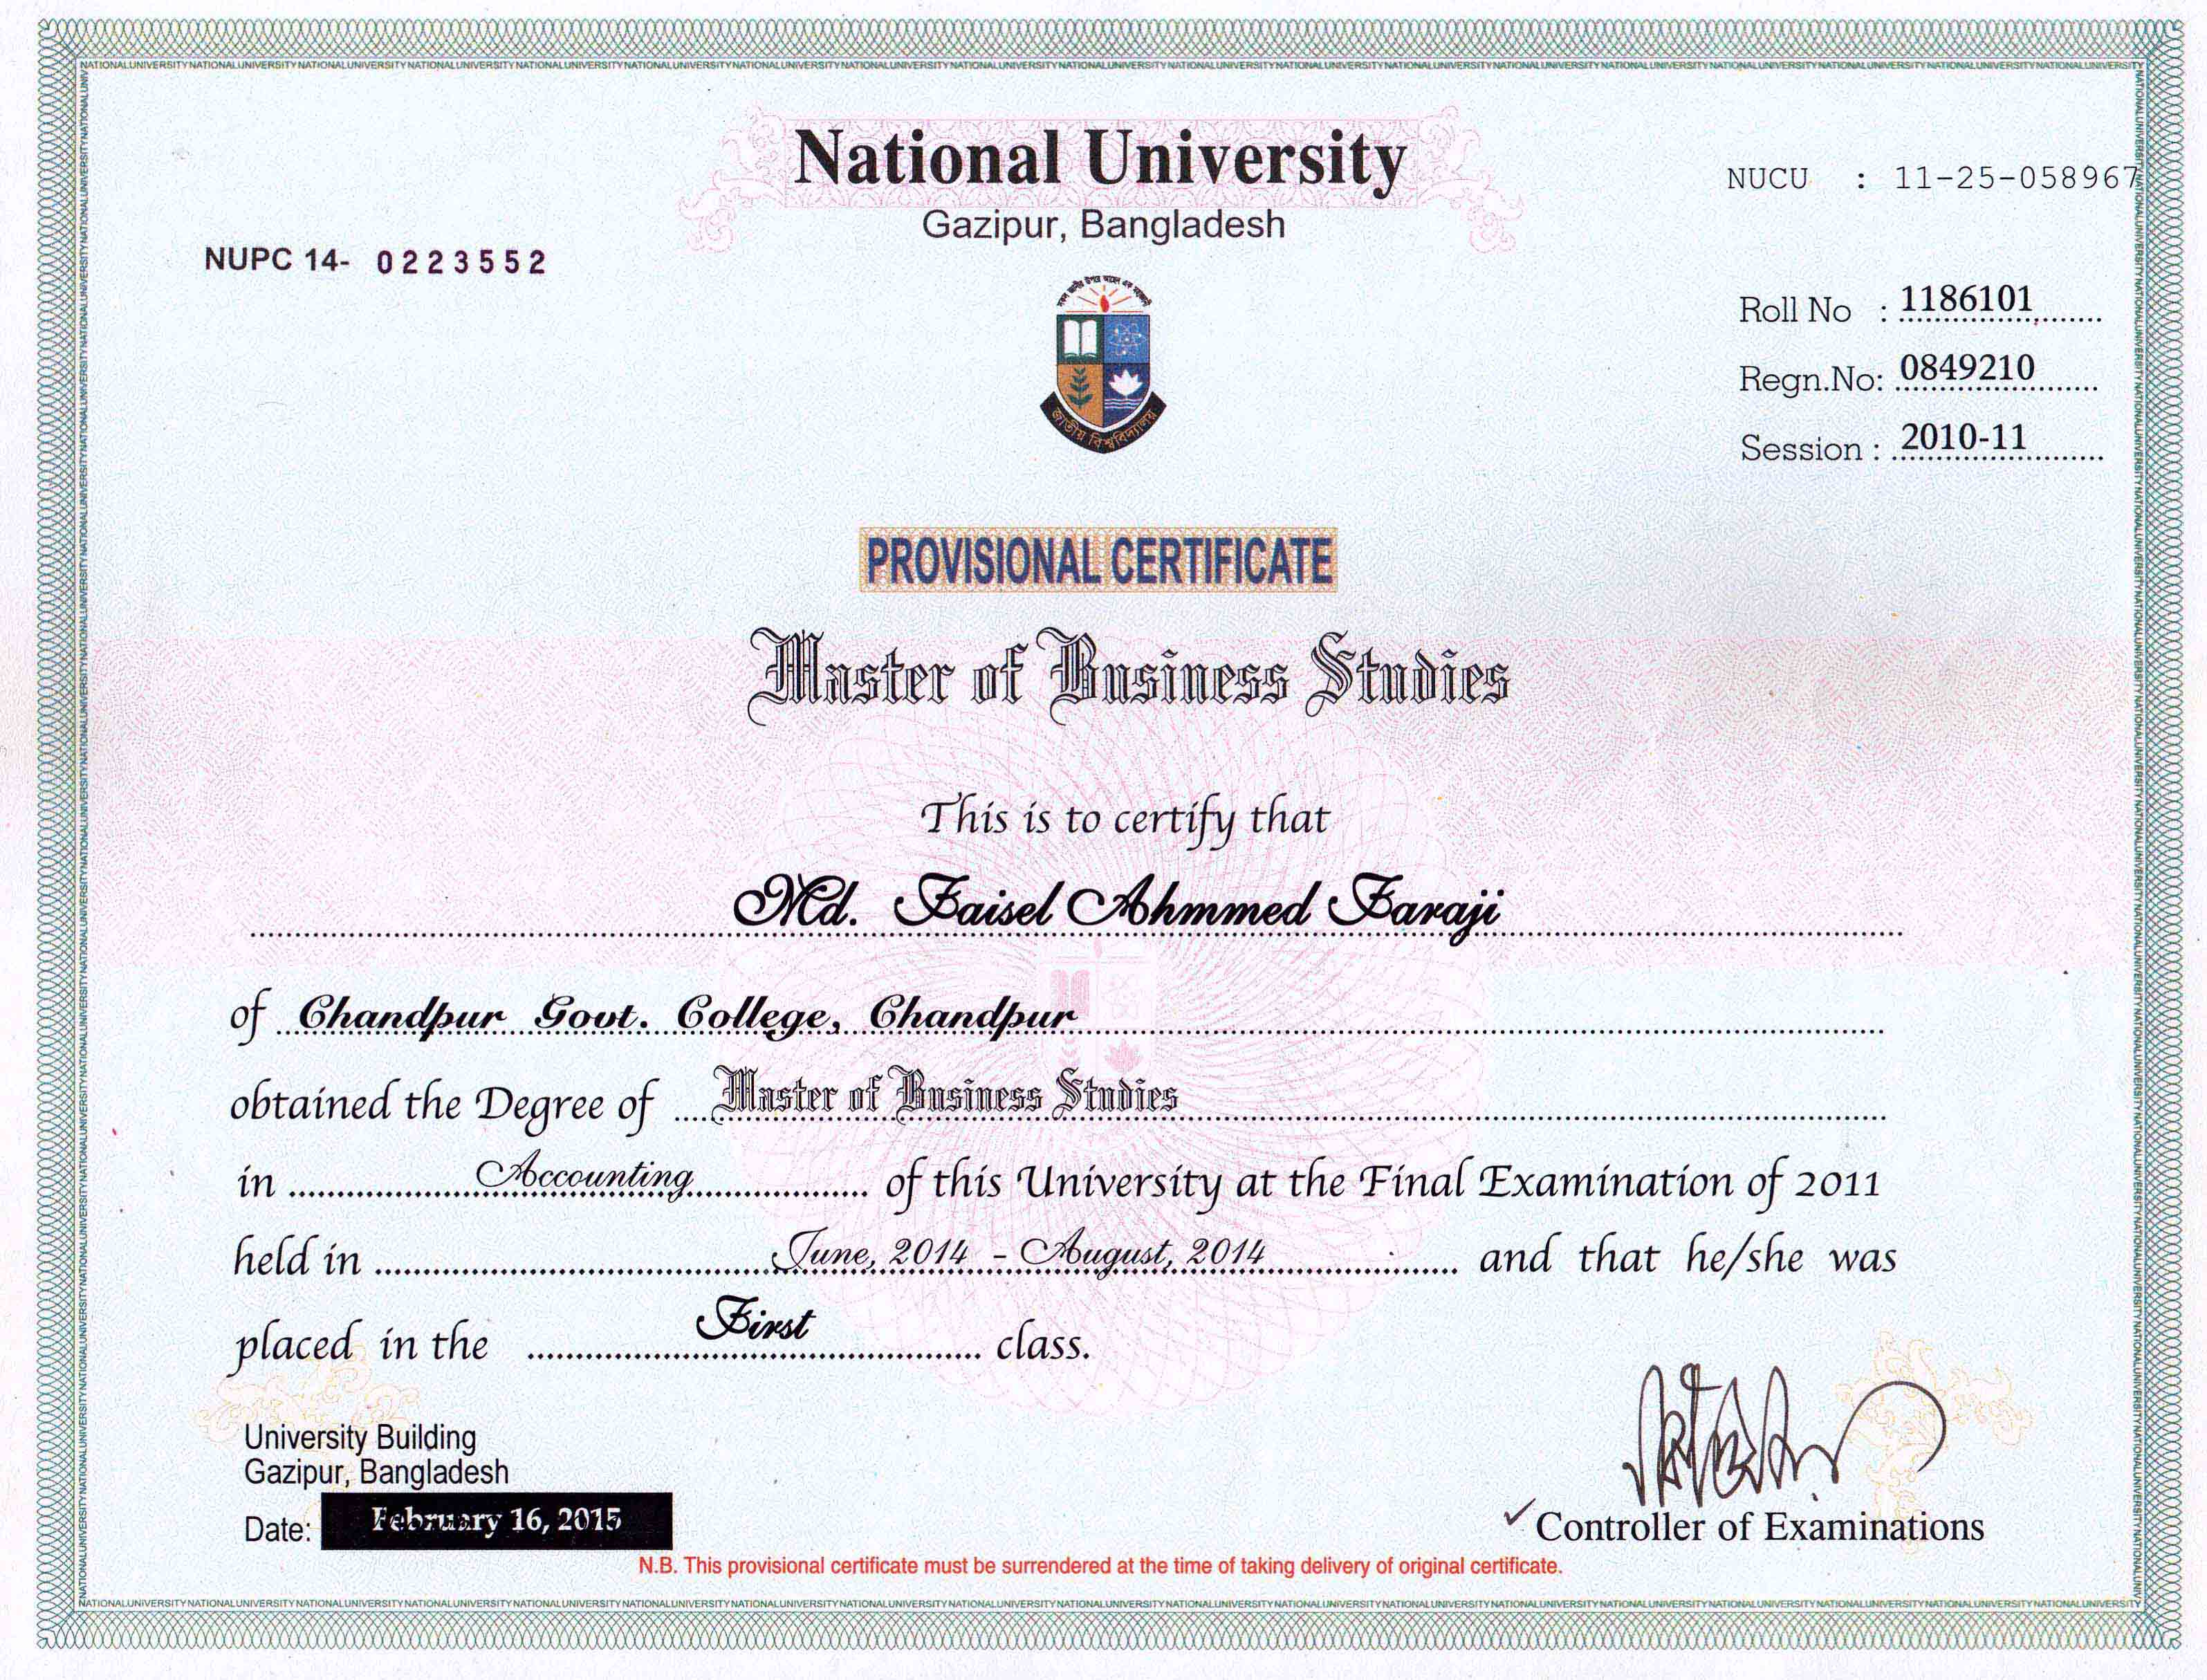 National University
Gazipur, Bangladesh
NUCU : 11-25-058967
NUPC 14- 0223552
Roll No : 1186101
Regn.No: 0849210
Session : 2010-11
জাতীয় বিশ্ববিদ্যালয়
PROVISIONAL CERTIFICATE
Master of Business Studies
This is to certify that
Md. Faisel Ahmmed Faraji
of Chandpur Govt. College, Chandpur
obtained the Degree of Master of Business Studies
in Accounting of this University at the Final Examination of 2011
held in June, 2014 - August, 2014 and that he/she was
placed in the First class.
University Building
Gazipur, Bangladesh
Date: February 16, 2015
Controller of Examinations
N.B. This provisional certificate must be surrendered at the time of taking delivery of original certificate.